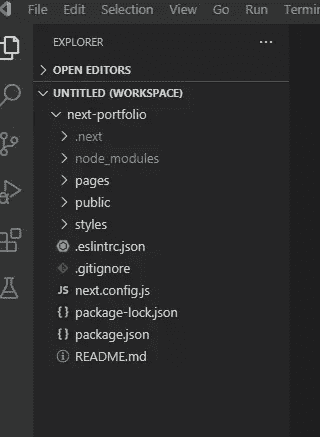 File Edit Selection View Go Run
EXPLORER ...
OPEN EDITORS
UNTITLED (WORKSPACE)
next-portfolio
.next
node_modules
pages
public
styles
.eslintrc.json
.gitignore
JS next.config.js
{} package-lock.json
{} package.json
README.md